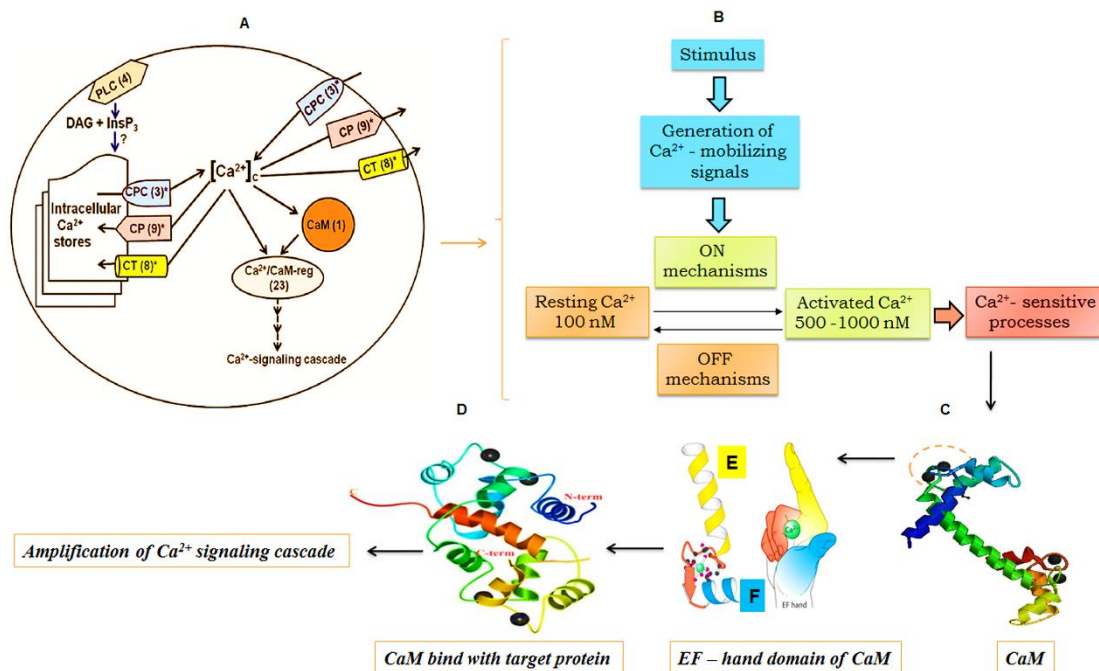 A
PLC (4)
DAG + InsP₃
?
CPC (3)*
CP (9)*
CT (8)*
[Ca²⁺]c
CPC (3)*
Intracellular
Ca²⁺
stores
CP (9)*
CT (8)*
CaM (1)
Ca²⁺/CaM-reg
(23)
Ca²⁺-signaling cascade
B
Stimulus
Generation of
Ca²⁺ - mobilizing
signals
ON
mechanisms
Resting Ca²⁺
100 nM
Activated Ca²⁺
500 -1000 nM
Ca²⁺- sensitive
processes
OFF
mechanisms
C
CaM
E
F
Ca²⁺
EF hand
EF – hand domain of CaM
D
C
N-term
C-term
CaM bind with target protein
Amplification of Ca²⁺ signaling cascade